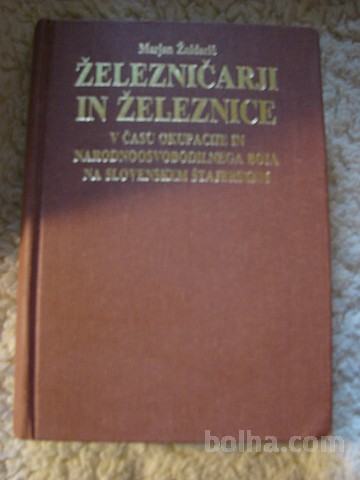 Marjan Žnidarič
ŽELEZNIČARJI
IN ŽELEZNICE
V ČASU OKUPACIJE IN
NARODNOOSVOBODILNEGA BOJA
NA SLOVENSKEM ŠTAJERSKEM
bolha.com